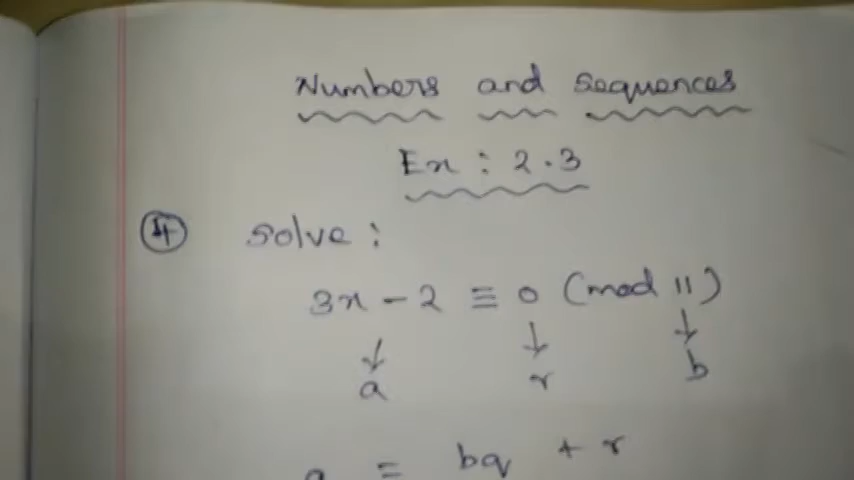 Numbers and Sequences
Ex : 2.3
4 Solve :
3x - 2 ≡ 0 (mod 11)
↓ ↓ ↓
a r b
a = bq + r